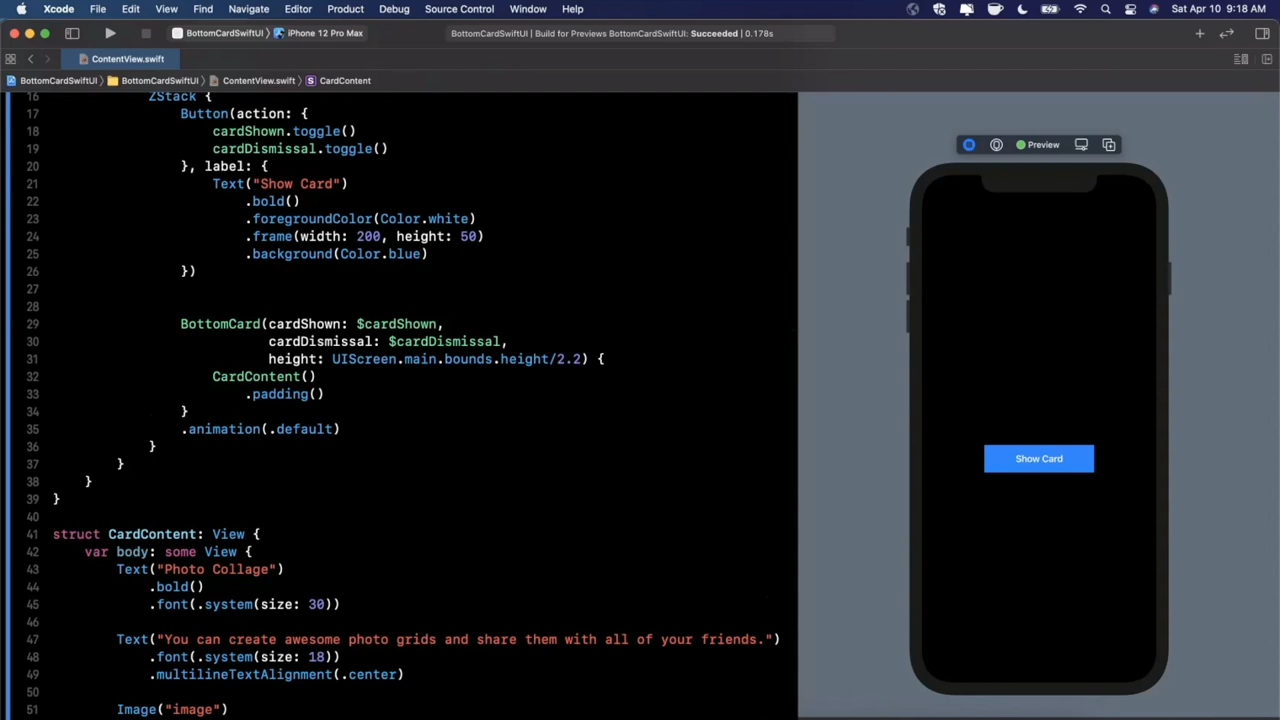 Xcode File Edit View Find Navigate Editor Product Debug Source Control Window Help Sat Apr 10 9:18 AM
BottomCardSwiftUI iPhone 12 Pro Max BottomCardSwiftUI | Build for Previews BottomCardSwiftUI: Succeeded | 0.178s
ContentView.swift
BottomCardSwiftUI BottomCardSwiftUI ContentView.swift S CardContent
16 ZStack {
17 Button(action: {
18 cardShown.toggle()
19 cardDismissal.toggle()
20 }, label: {
21 Text("Show Card")
22 .bold()
23 .foregroundColor(Color.white)
24 .frame(width: 200, height: 50)
25 .background(Color.blue)
26 })
27
28
29 BottomCard(cardShown: $cardShown,
30 cardDismissal: $cardDismissal,
31 height: UIScreen.main.bounds.height/2.2) {
32 CardContent()
33 .padding()
34 }
35 .animation(.default)
36 }
37 }
38 }
39 }
40
41 struct CardContent: View {
42 var body: some View {
43 Text("Photo Collage")
44 .bold()
45 .font(.system(size: 30))
46
47 Text("You can create awesome photo grids and share them with all of your friends.")
48 .font(.system(size: 18))
49 .multilineTextAlignment(.center)
50
51 Image("image")
Preview
Show Card